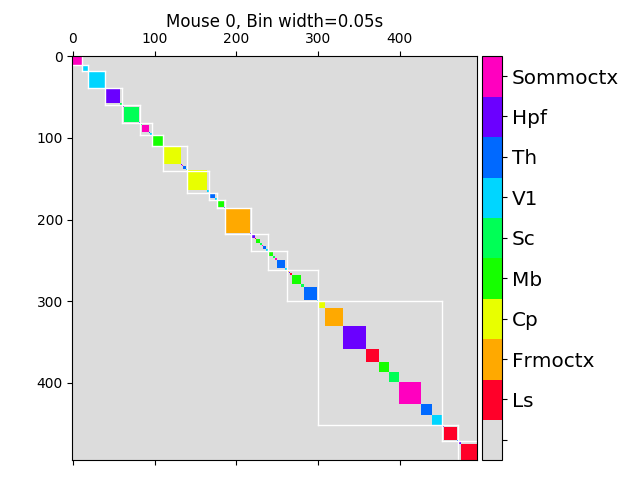 Mouse 0, Bin width=0.05s
0 100 200 300 400
0
100
200
300
400
Sommoctx
Hpf
Th
V1
Sc
Mb
Cp
Frmoctx
Ls